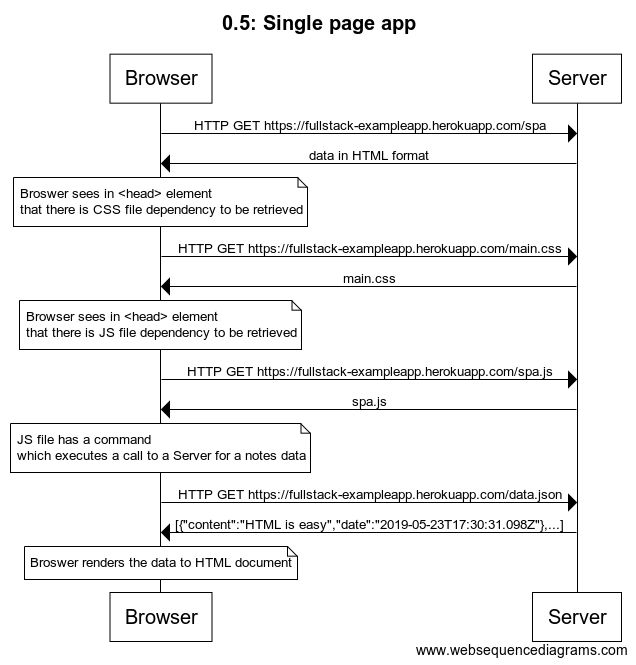 0.5: Single page app
Browser
Server
HTTP GET https://fullstack-exampleapp.herokuapp.com/spa
data in HTML format
Broswer sees in <head> element
that there is CSS file dependency to be retrieved
HTTP GET https://fullstack-exampleapp.herokuapp.com/main.css
main.css
Browser sees in <head> element
that there is JS file dependency to be retrieved
HTTP GET https://fullstack-exampleapp.herokuapp.com/spa.js
spa.js
JS file has a command
which executes a call to a Server for a notes data
HTTP GET https://fullstack-exampleapp.herokuapp.com/data.json
[{"content":"HTML is easy","date":"2019-05-23T17:30:31.098Z"},...]
Broswer renders the data to HTML document
Browser
Server
www.websequencediagrams.com